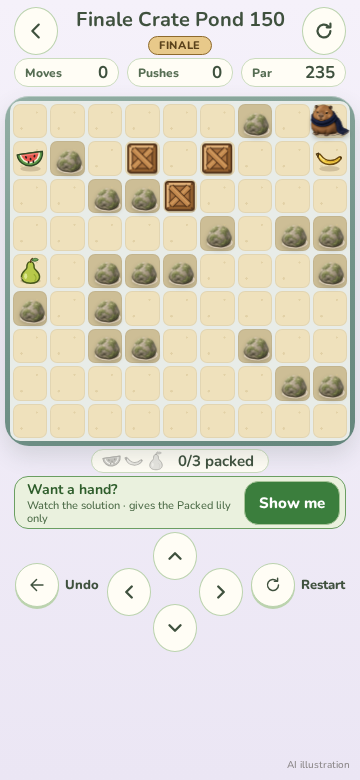 Finale Crate Pond 150
FINALE
Moves 0
Pushes 0
Par 235
0/3 packed
Want a hand?
Watch the solution · gives the Packed lily
only
Show me
Undo
Restart
AI illustration